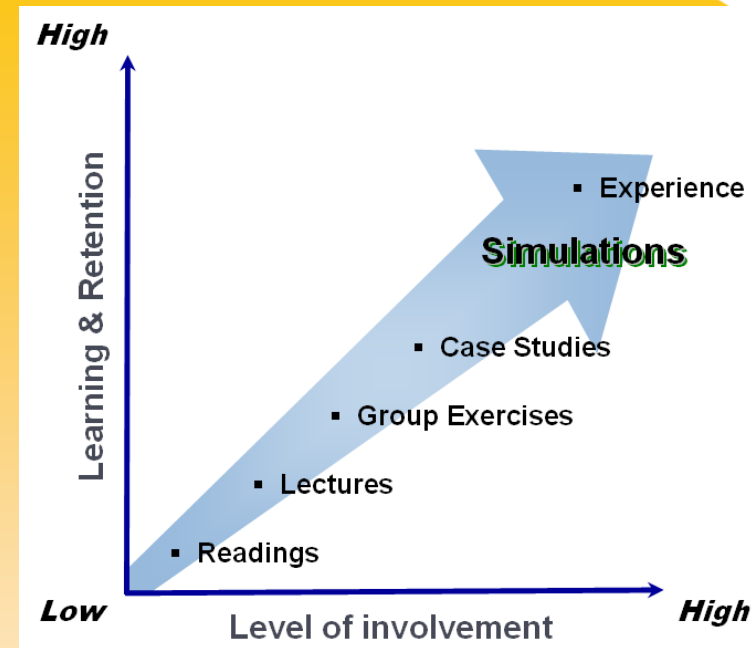 High
Learning & Retention
▪ Experience
Simulations
▪ Case Studies
▪ Group Exercises
▪ Lectures
▪ Readings
Low
Level of involvement
High